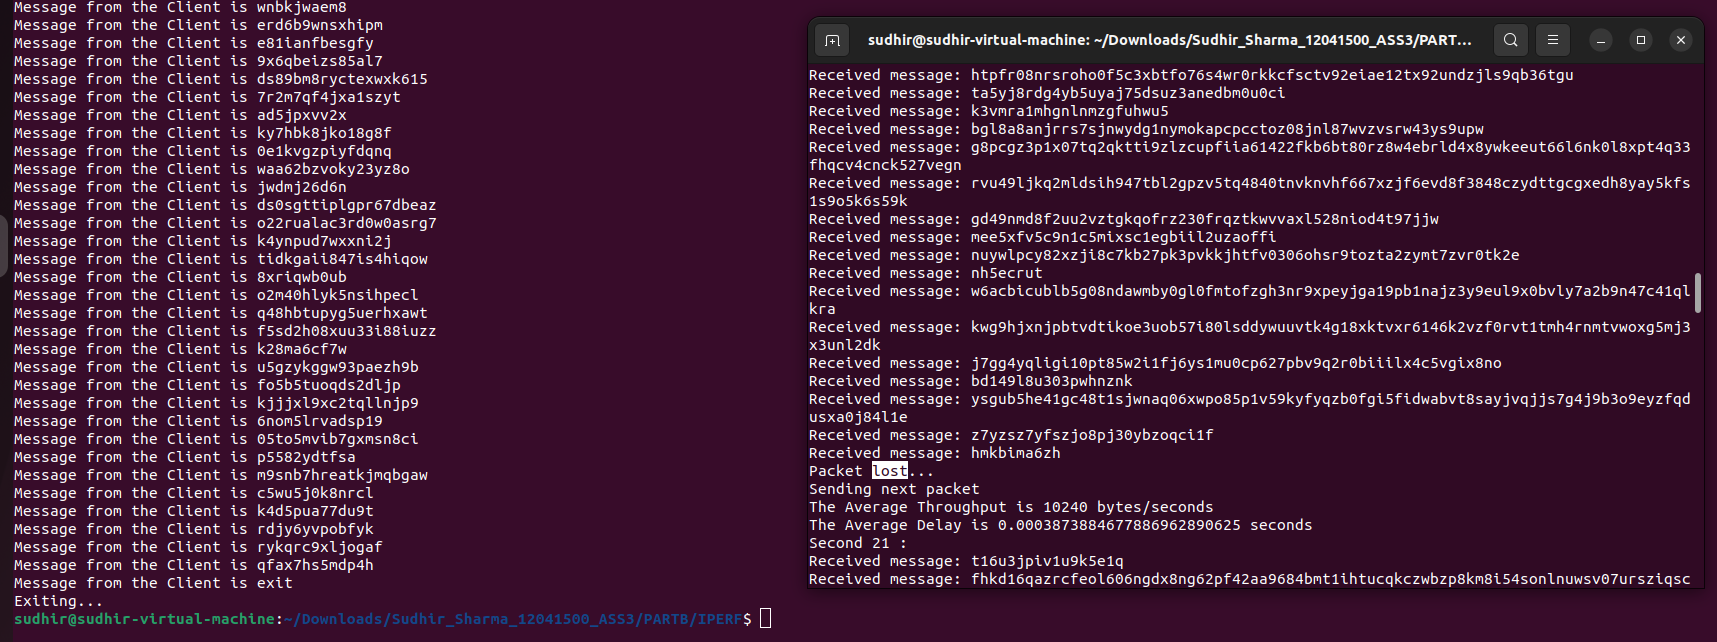 Message from the Client is wnbkjwaem8
Message from the Client is erd6b9wnsxhipm
Message from the Client is e81ianfbesgfy
Message from the Client is 9x6qbeizs85al7
Message from the Client is ds89bm8ryctexwxk615
Message from the Client is 7r2m7qf4jxa1szyt
Message from the Client is ad5jpxvv2x
Message from the Client is ky7hbk8jko18g8f
Message from the Client is 0e1kvgzpiyfdqnq
Message from the Client is waa62bzvoky23yz8o
Message from the Client is jwdmj26d6n
Message from the Client is ds0sgttiplgpr67dbeaz
Message from the Client is o22rualac3rd0w0asrg7
Message from the Client is k4ynpud7wxxni2j
Message from the Client is tidkgaii847is4hiqow
Message from the Client is 8xriqwb0ub
Message from the Client is o2m40hlyk5nsihpecl
Message from the Client is q48hbtupyg5uerhxawt
Message from the Client is f5sd2h08xuu33i88iuzz
Message from the Client is k28ma6cf7w
Message from the Client is u5gzykggw93paezh9b
Message from the Client is fo5b5tuoqds2dljp
Message from the Client is kjjjxl9xc2tqllnjp9
Message from the Client is 6nom5lrvadsp19
Message from the Client is 05to5mvib7gxmsn8ci
Message from the Client is p5582ydtfsa
Message from the Client is m9snb7hreatkjmqbgaw
Message from the Client is c5wu5j0k8nrcl
Message from the Client is k4d5pua77du9t
Message from the Client is rdjy6yvpobfyk
Message from the Client is rykqrc9xljogaf
Message from the Client is qfax7hs5mdp4h
Message from the Client is exit
Exiting...
sudhir@sudhir-virtual-machine:~/Downloads/Sudhir_Sharma_12041500_ASS3/PARTB/IPERF$
sudhir@sudhir-virtual-machine: ~/Downloads/Sudhir_Sharma_12041500_ASS3/PART...
Received message: htpfr08nrsroho0f5c3xbtfo76s4wr0rkkcfsctv92eiae12tx92undzjls9qb36tgu
Received message: ta5yj8rdg4yb5uyaj75dsuz3anedbm0u0ci
Received message: k3vmra1mhgnlnmzgfuhwu5
Received message: bgl8a8anjrrs7sjnwydg1nymokapcpcctoz08jnl87wvzvsrw43ys9upw
Received message: g8pcgz3p1x07tq2qktti9zlzcupfiia61422fkb6bt80rz8w4ebrld4x8ywkeeut66l6nk0l8xpt4q33
fhqcv4cnck527vegn
Received message: rvu49ljkq2mldsih947tbl2gpzv5tq4840tnvknvhf667xzjf6evd8f3848czydttgcgxedh8yay5kfs
1s9o5k6s59k
Received message: gd49nmd8f2uu2vztgkqofrz230frqztkwvvaxl528niod4t97jjw
Received message: mee5xfv5c9n1c5mixsc1egbiil2uzaoffi
Received message: nuywlpcy82xzji8c7kb27pk3pvkkjhtfv0306ohsr9tozta2zymt7zvr0tk2e
Received message: nh5ecrut
Received message: w6acbicublb5g08ndawmby0gl0fmtofzgh3nr9xpeyjga19pb1najz3y9eul9x0bvly7a2b9n47c41ql
kra
Received message: kwg9hjxnjpbtvdtikoe3uob57i80lsddywuuvtk4g18xktvxr6146k2vzf0rvt1tmh4rnmtvwoxg5mj3
x3unl2dk
Received message: j7gg4yqligi10pt85w2i1fj6ys1mu0cp627pbv9q2r0biiilx4c5vgix8no
Received message: bd149l8u303pwhnznk
Received message: ysgub5he41gc48t1sjwnaq06xwpo85p1v59kyfyqzb0fgi5fidwabvt8sayjvqjjs7g4j9b3o9eyzfqd
usxa0j84l1e
Received message: z7yzsz7yfszjo8pj30ybzoqci1f
Received message: hmkbima6zh
Packet lost...
Sending next packet
The Average Throughput is 10240 bytes/seconds
The Average Delay is 0.0003873884677886962890625 seconds
Second 21 :
Received message: t16u3jpiv1u9k5e1q
Received message: fhkd16qazrcfeol606ngdx8ng62pf42aa9684bmt1ihtucqkczwbzp8km8i54sonlnuwsv07ursziqsc